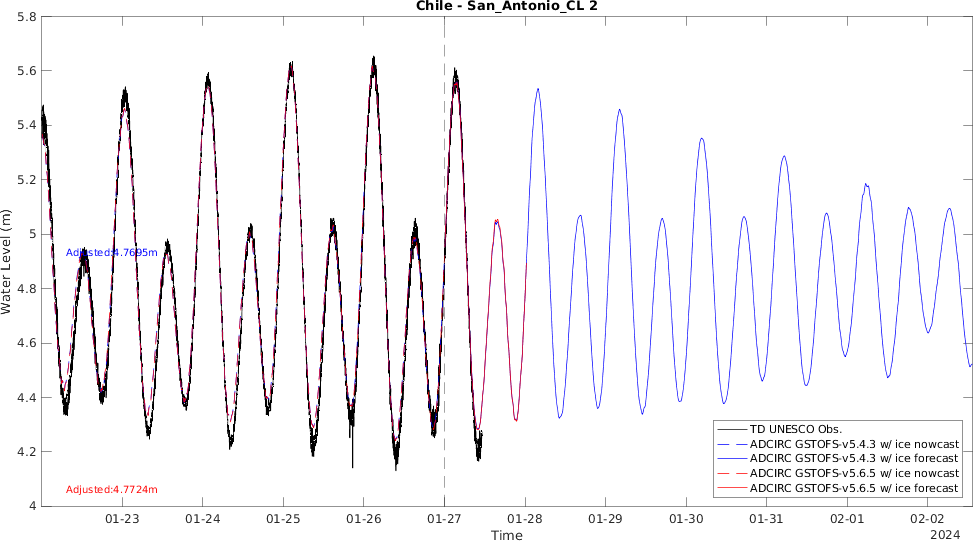 Chile - San_Antonio_CL 2
5.8
5.6
5.4
5.2
5
4.8
4.6
4.4
4.2
4
Water Level (m)
Adjusted:4.7695m
Adjusted:4.7724m
TD UNESCO Obs.
ADCIRC GSTOFS-v5.4.3 w/ ice nowcast
ADCIRC GSTOFS-v5.4.3 w/ ice forecast
ADCIRC GSTOFS-v5.6.5 w/ ice nowcast
ADCIRC GSTOFS-v5.6.5 w/ ice forecast
01-23 01-24 01-25 01-26 01-27 01-28 01-29 01-30 01-31 02-01 02-02
Time
2024